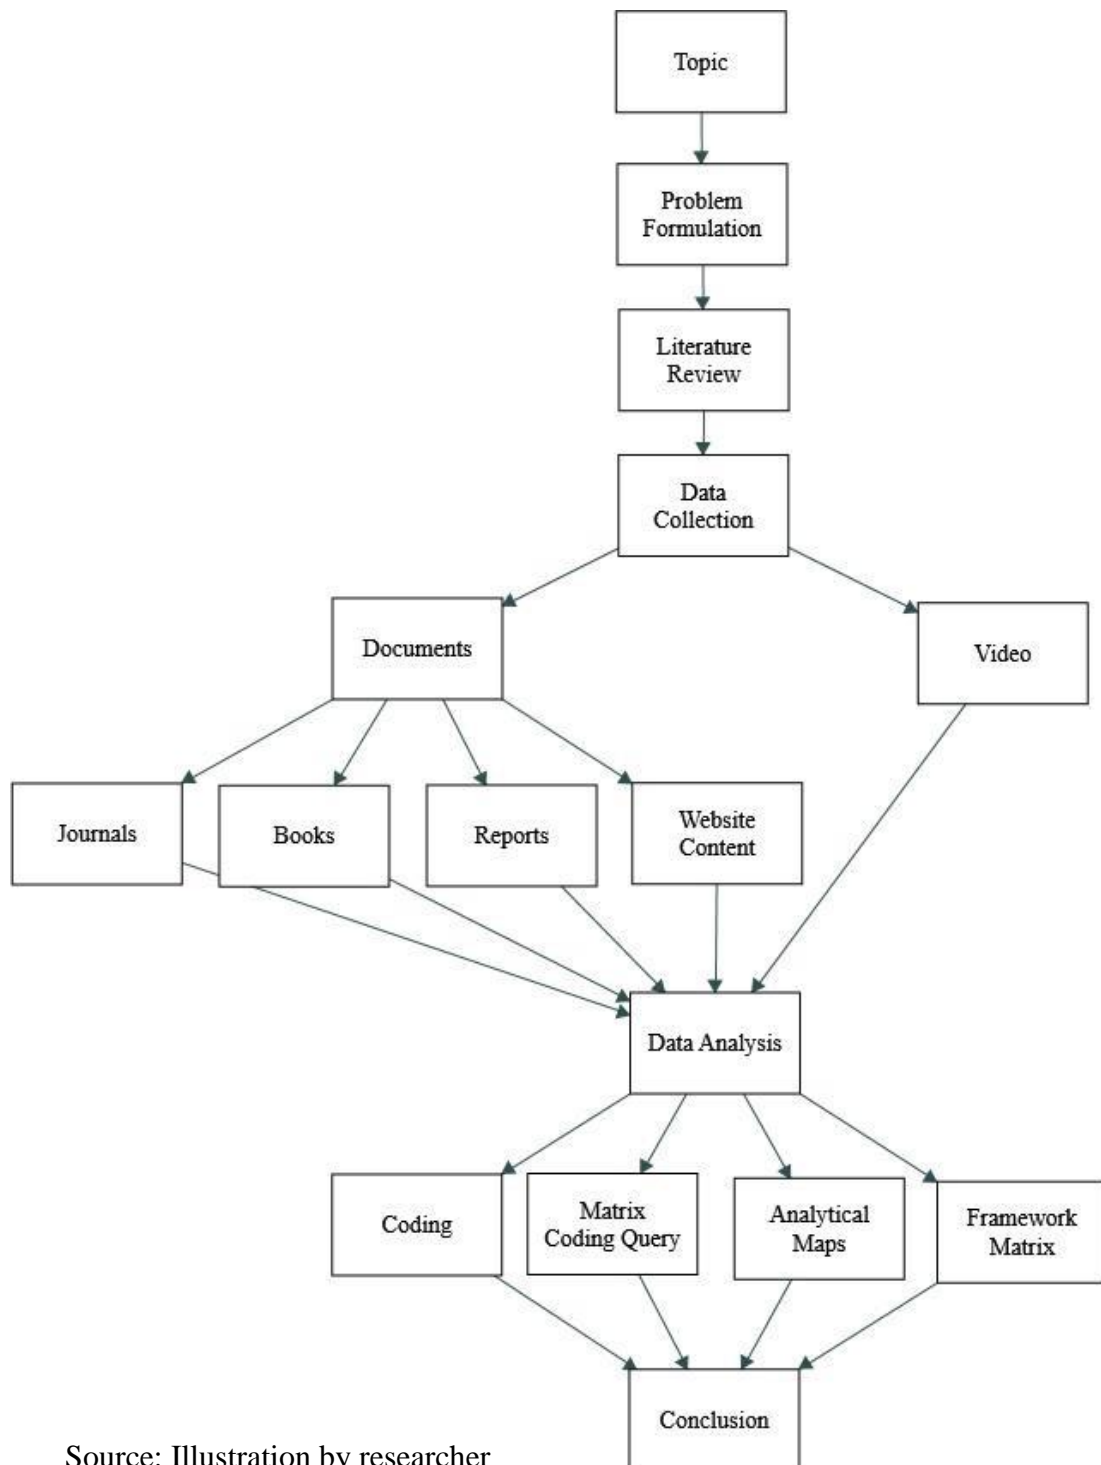 Topic
Problem
Formulation
Literature
Review
Data
Collection
Documents
Video
Journals
Books
Reports
Website
Content
Data Analysis
Coding
Matrix
Coding Query
Analytical
Maps
Framework
Matrix
Conclusion
Source: Illustration by researcher